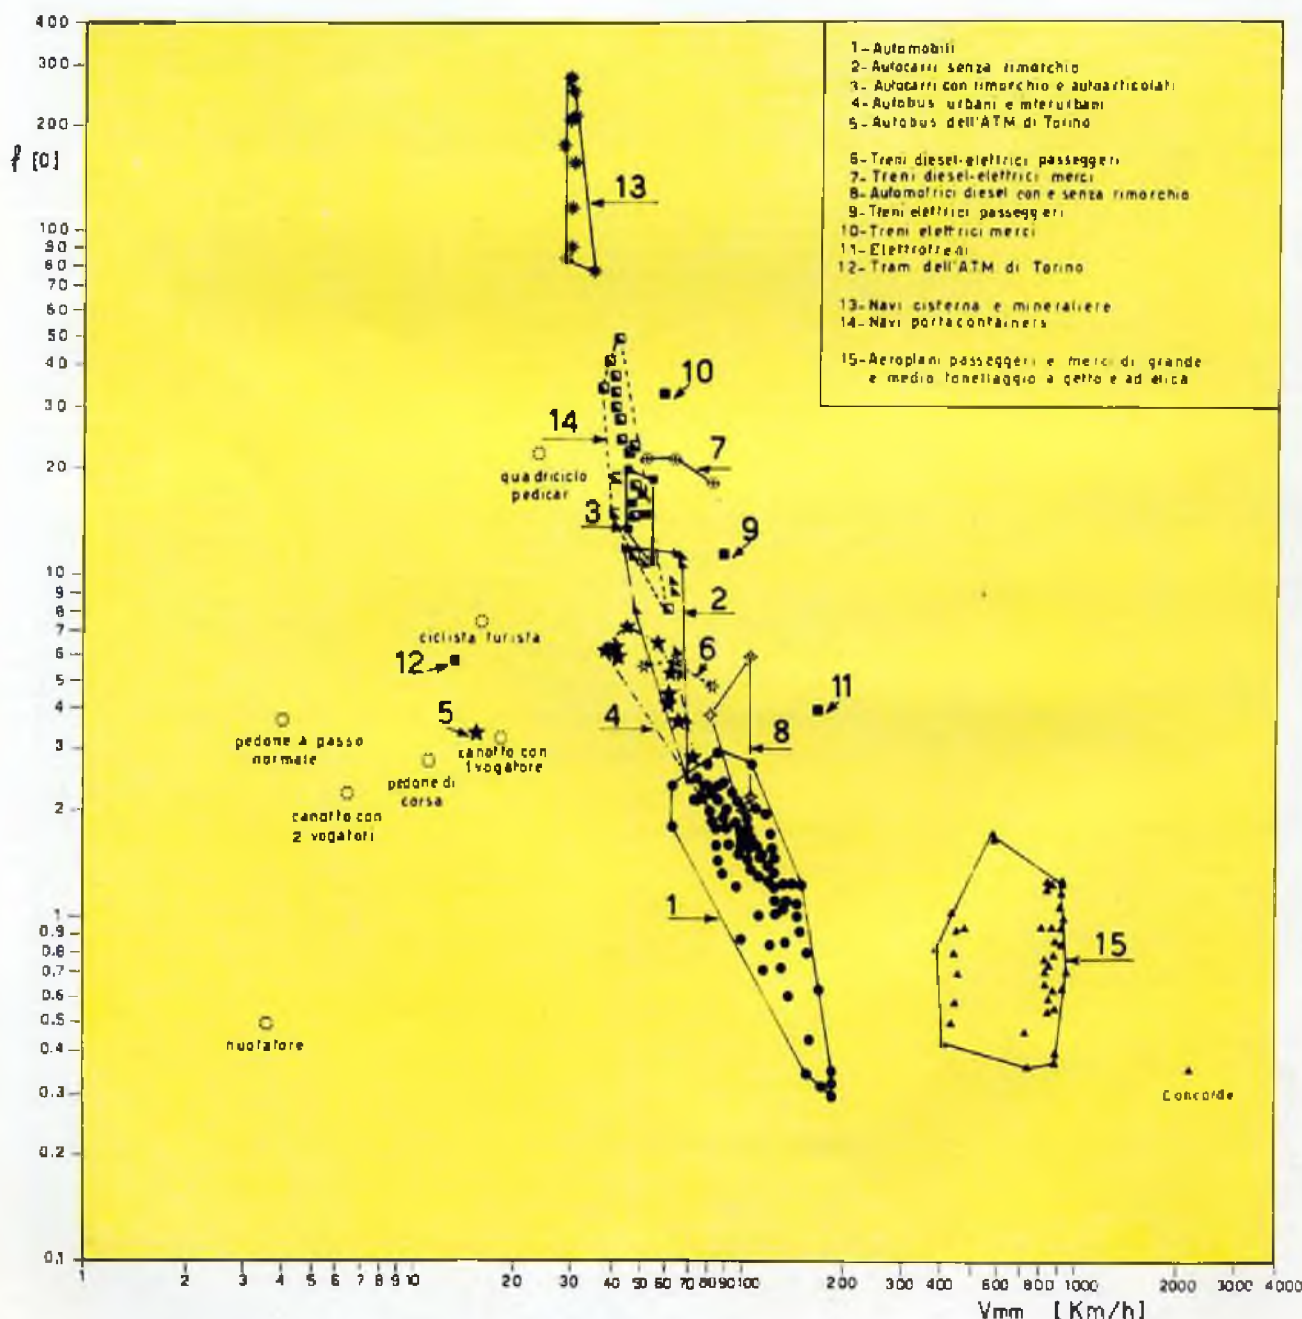 400
300
200
f [0]
100
90
80
70
60
50
40
30
20
10
9
8
7
6
5
4
3
2
1
0.9
0.8
0.7
0.6
0.5
0.4
0.3
0.2
0.1
1-Automobili
2-Autocarri senza rimorchio
3-Autocarri con rimorchio e autoarticolati
4-Autobus urbani e interurbani
5-Autobus dell'ATM di Torino
6-Treni diesel-elettrici passeggeri
7-Treni diesel-elettrici merci
8-Automotrici diesel con e senza rimorchio
9-Treni elettrici passeggeri
10-Treni elettrici merci
11-Elettrotreni
12-Tram dell'ATM di Torino
13-Navi cisterna e mineraliere
14-Navi portacontainers
15-Aeroplani passeggeri e merci di grande
e medio tonellaggio a getto e ad elica
13
10
14
7
quadriciclo
pedicar
3
9
2
ciclista turista
12
6
11
5
4
8
pedone a passo
normale
canotto con
1 vogatore
pedone di
corsa
canotto con
2 vogatori
1
15
nuotatore
Concorde
1 2 3 4 5 6 7 8 9 10 20 30 40 50 60 70 80 90 100 200 300 400 600 800 1000 2000 3000 4000
Vmm [Km/h]